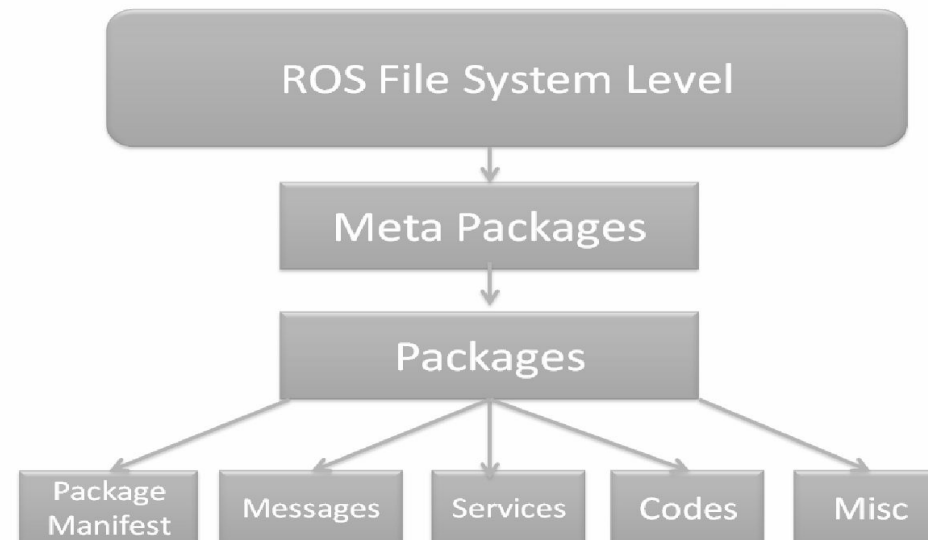 ROS File System Level
Meta Packages
Packages
Package
Manifest
Messages
Services
Codes
Misc